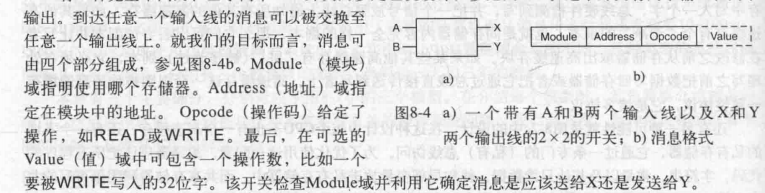 输出。到达任意一个输入线的消息可以被交换至
任意一个输出线上。就我们的目的而言,消息可
由四个部分组成,参见图8-4b。Module(模块)
域指明使用哪个存储器。Address(地址)域指
定在模块中的地址。Opcode(操作码)给定了
操作,如READ或WRITE。最后,在可选的
Value(值)域中可包含一个操作数,比如一个
要被WRITE写入的32位字。该开关检查Module域并利用它确定消息是应该送给X还是发送给Y。
A
B
X
Y
Module Address Opcode Value
a)
b)
图8-4 a)一个带有A和B两个输入线以及X和Y
两个输出线的2×2的开关;b)消息格式